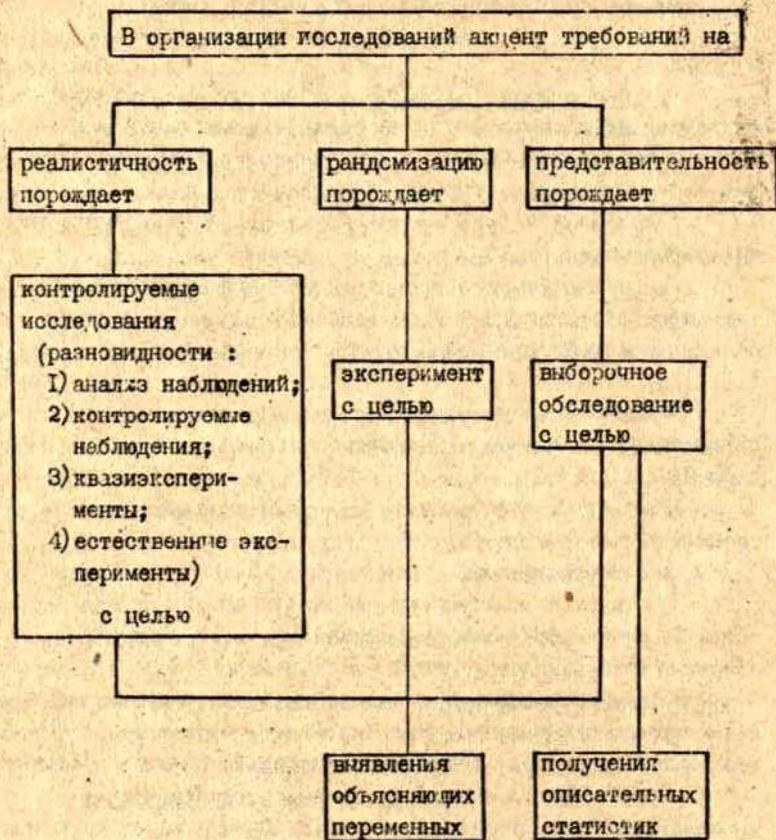 В организации исследований акцент требований на
реалистичность
порождает
рандсмизацию
порождает
представительность
порождает
контролируемые
исследования
(разновидности :
1) анализ наблюдений;
2) контролируемые
наблюдения;
3) квазиэкспери-
менты;
4) естественные экс-
перименты)
с целью
эксперимент
с целью
выборочное
обследование
с целью
выявления
объясняющих
переменных
получения
описательных
статистик